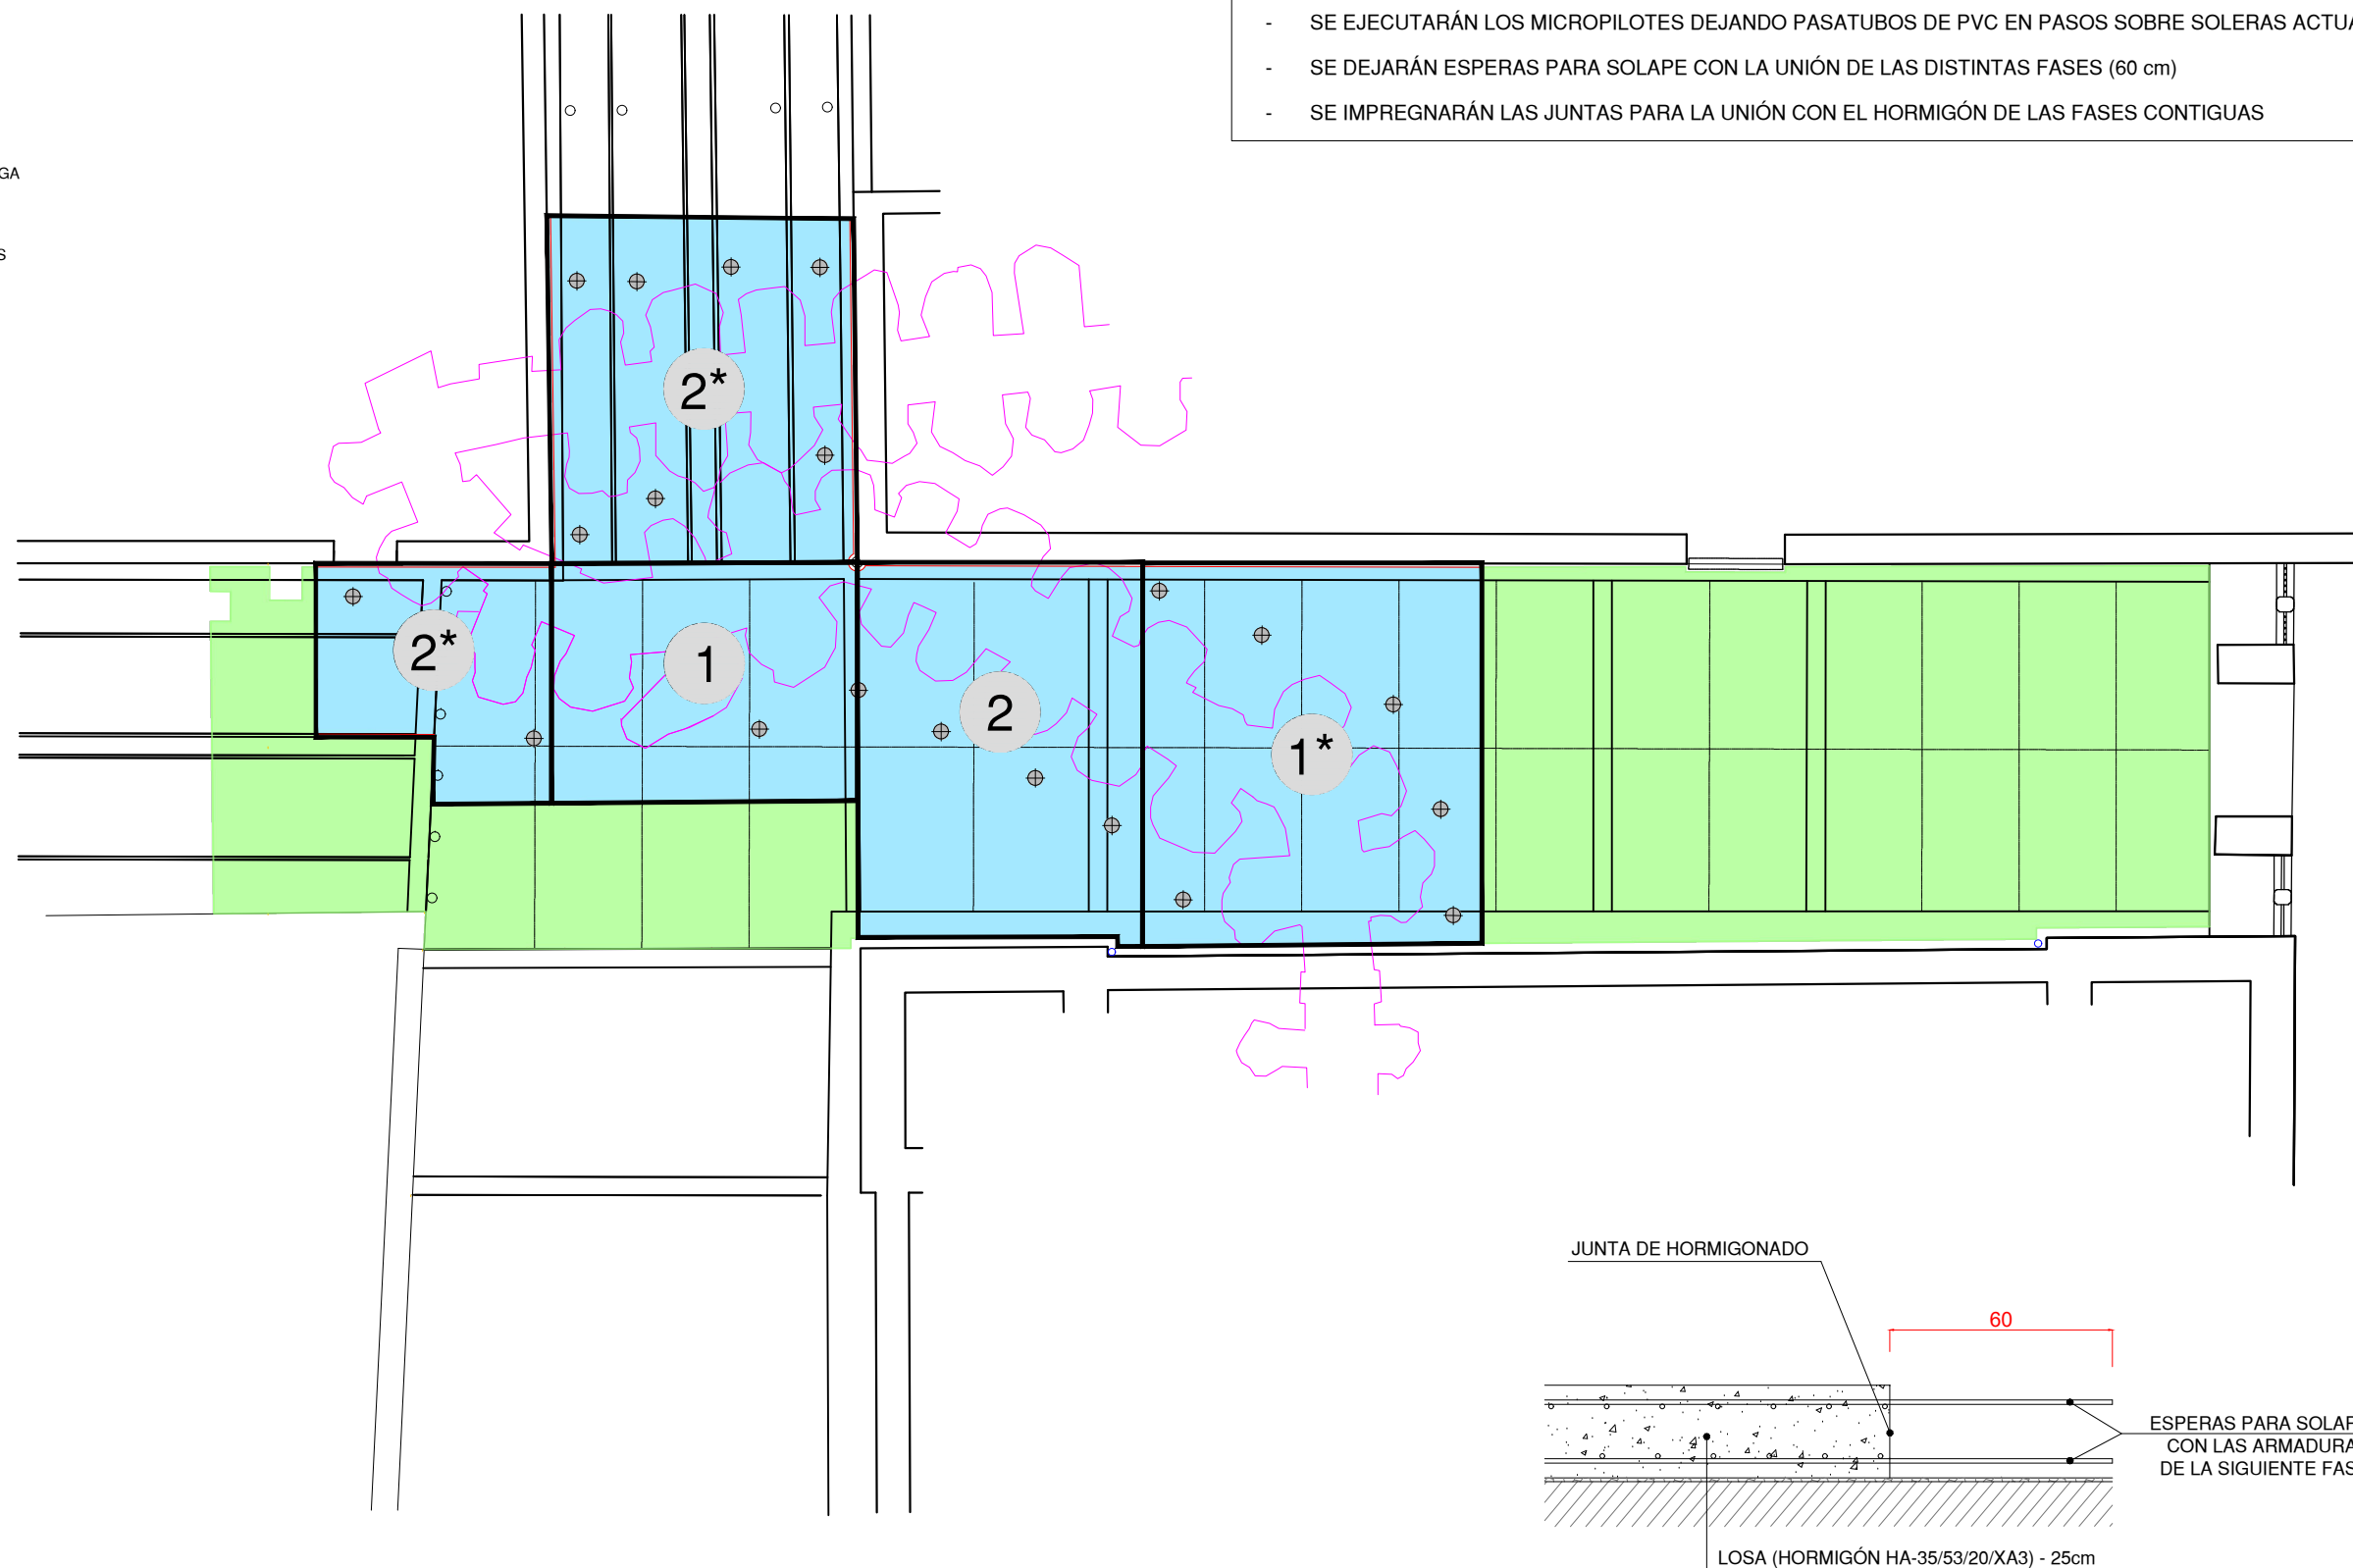 - SE EJECUTARÁN LOS MICROPILOTES DEJANDO PASATUBOS DE PVC EN PASOS SOBRE SOLERAS ACTUA
- SE DEJARÁN ESPERAS PARA SOLAPE CON LA UNIÓN DE LAS DISTINTAS FASES (60 cm)
- SE IMPREGNARÁN LAS JUNTAS PARA LA UNIÓN CON EL HORMIGÓN DE LAS FASES CONTIGUAS
GA
S
2*
2*
1
2
1*
JUNTA DE HORMIGONADO
60
ESPERAS PARA SOLAP
CON LAS ARMADURA
DE LA SIGUIENTE FAS
LOSA (HORMIGÓN HA-35/53/20/XA3) - 25cm